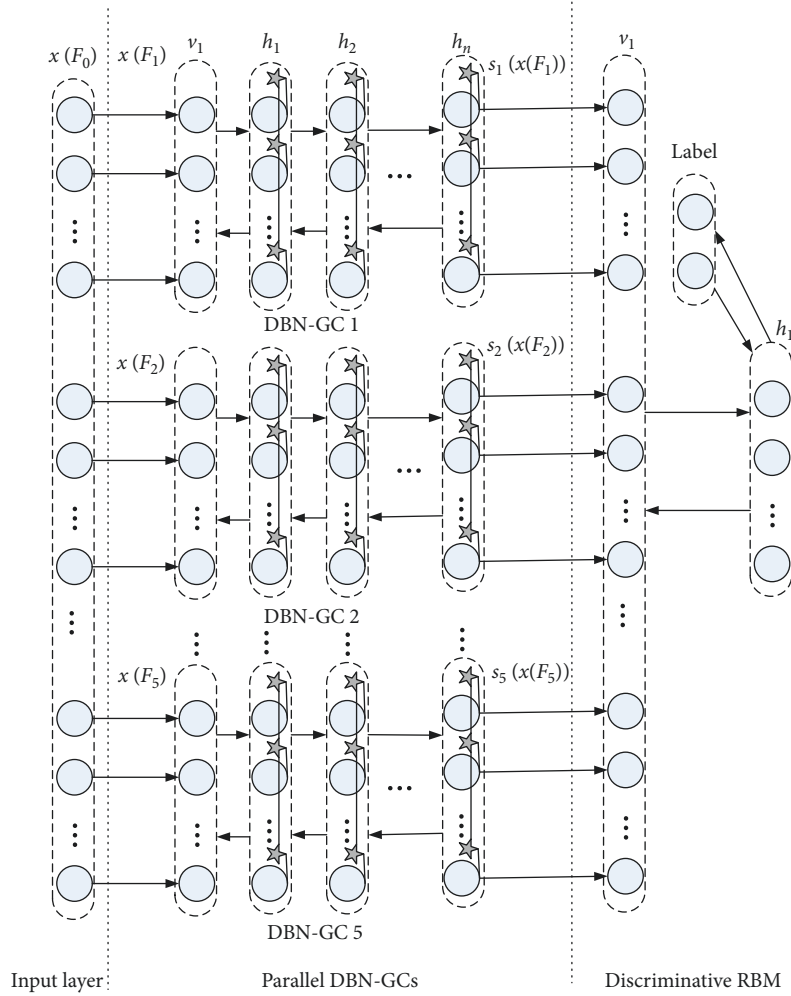 x (F0)
x (F1)
v1
h1
h2
hn
s1 (x(F1))
v1
Label
h1
DBN-GC 1
x (F2)
s2 (x(F2))
DBN-GC 2
x (F5)
s5 (x(F5))
DBN-GC 5
Input layer
Parallel DBN-GCs
Discriminative RBM